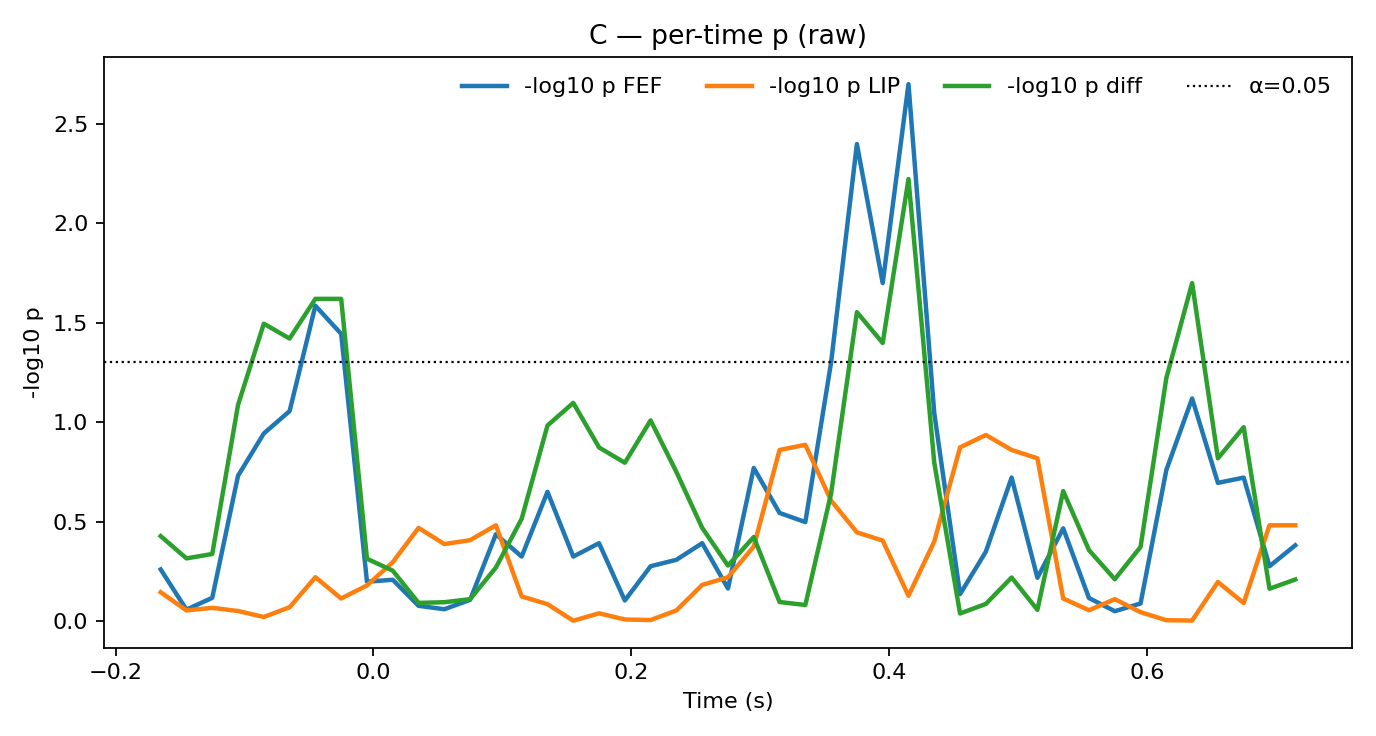 C — per-time p (raw)
-log10 p FEF
-log10 p LIP
-log10 p diff
α=0.05
2.5
2.0
1.5
1.0
0.5
0.0
-log10 p
−0.2
0.0
0.2
0.4
0.6
Time (s)